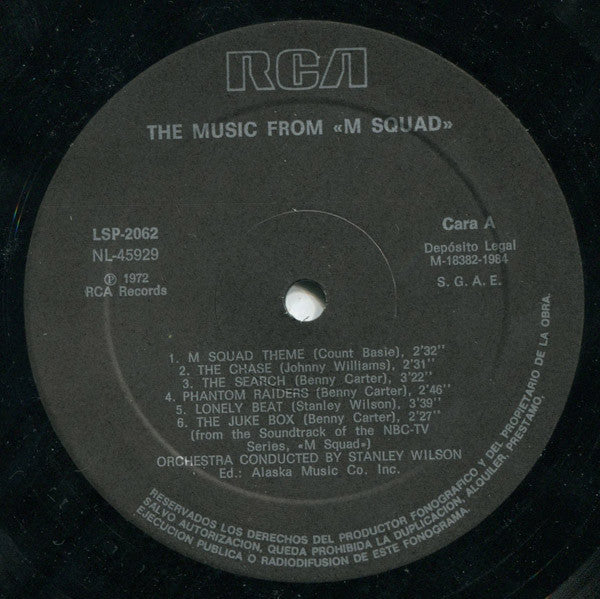 RCA
THE MUSIC FROM «M SQUAD»
LSP-2062
NL-45929
Ⓟ 1972
RCA Records
Cara A
Depósito Legal
M-18382-1984
S. G. A. E.
1. M SQUAD THEME (Count Basie), 2'32''
2. THE CHASE (Johnny Williams), 2'31''
3. THE SEARCH (Benny Carter), 3'22''
4. PHANTOM RAIDERS (Benny Carter), 2'46''
5. LONELY BEAT (Stanley Wilson), 3'39''
6. THE JUKE BOX (Benny Carter), 2'27''
(from the Soundtrack of the NBC-TV
Series, «M Squad»)
ORCHESTRA CONDUCTED BY STANLEY WILSON
Ed.: Alaska Music Co. Inc.
RESERVADOS LOS DERECHOS DEL PRODUCTOR FONOGRAFICO Y DEL PROPIETARIO DE LA OBRA.
SALVO AUTORIZACION, QUEDA PROHIBIDA LA DUPLICACION, ALQUILER, PRESTAMO,
EJECUCION PUBLICA O RADIODIFUSION DE ESTE FONOGRAMA.